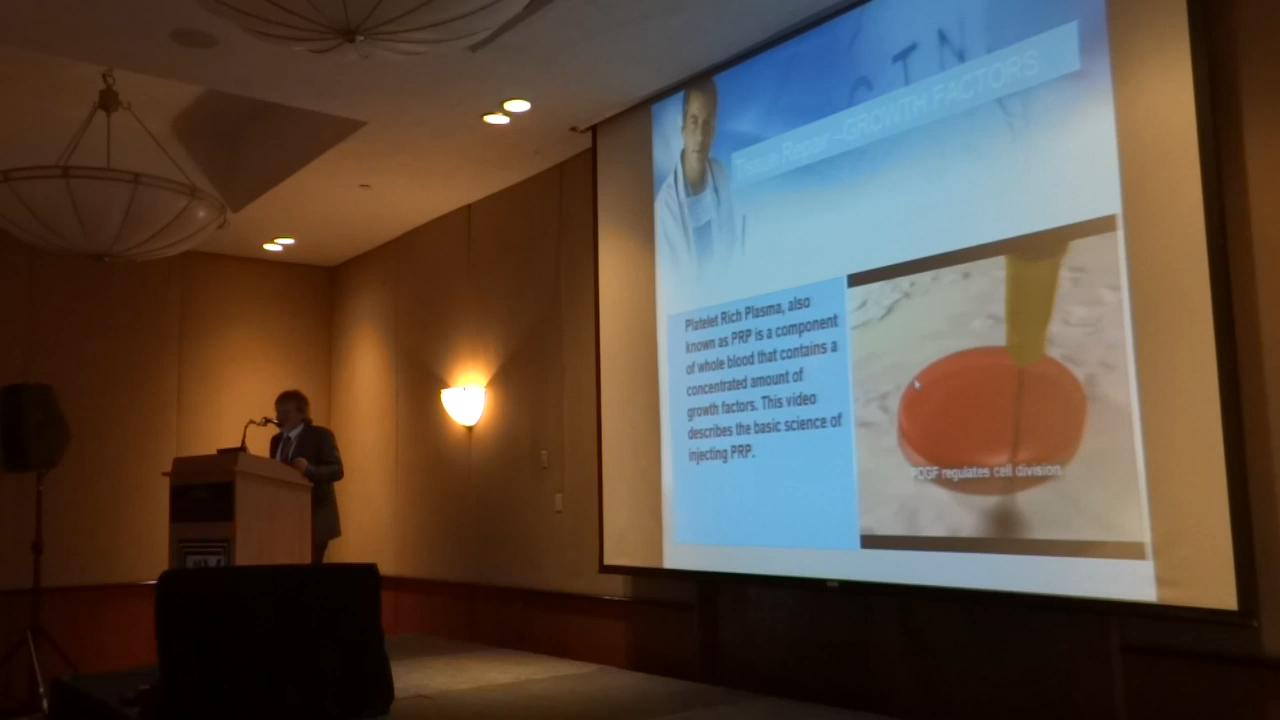 Tissue Repair–GROWTH FACTORS
Platelet Rich Plasma, also
known as PRP is a component
of whole blood that contains a
concentrated amount of
growth factors. This video
describes the basic science of
injecting PRP.
PDGF regulates cell division